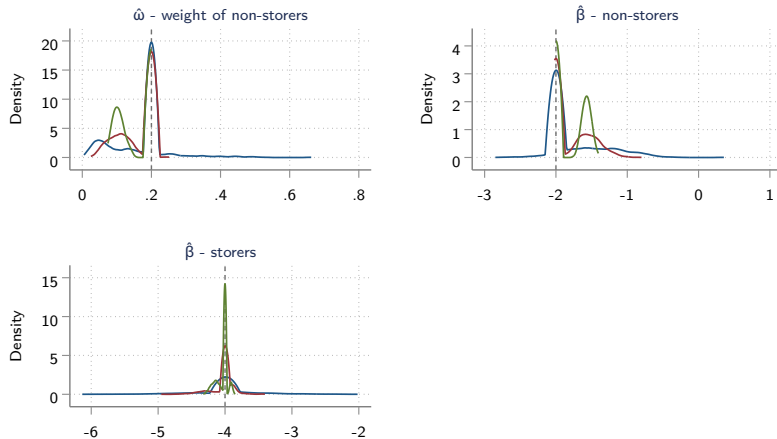 ω̂ - weight of non-storers
Density
20
15
10
5
0
0 .2 .4 .6 .8
β̂ - non-storers
Density
4
3
2
1
0
-3 -2 -1 0 1
β̂ - storers
Density
15
10
5
0
-6 -5 -4 -3 -2